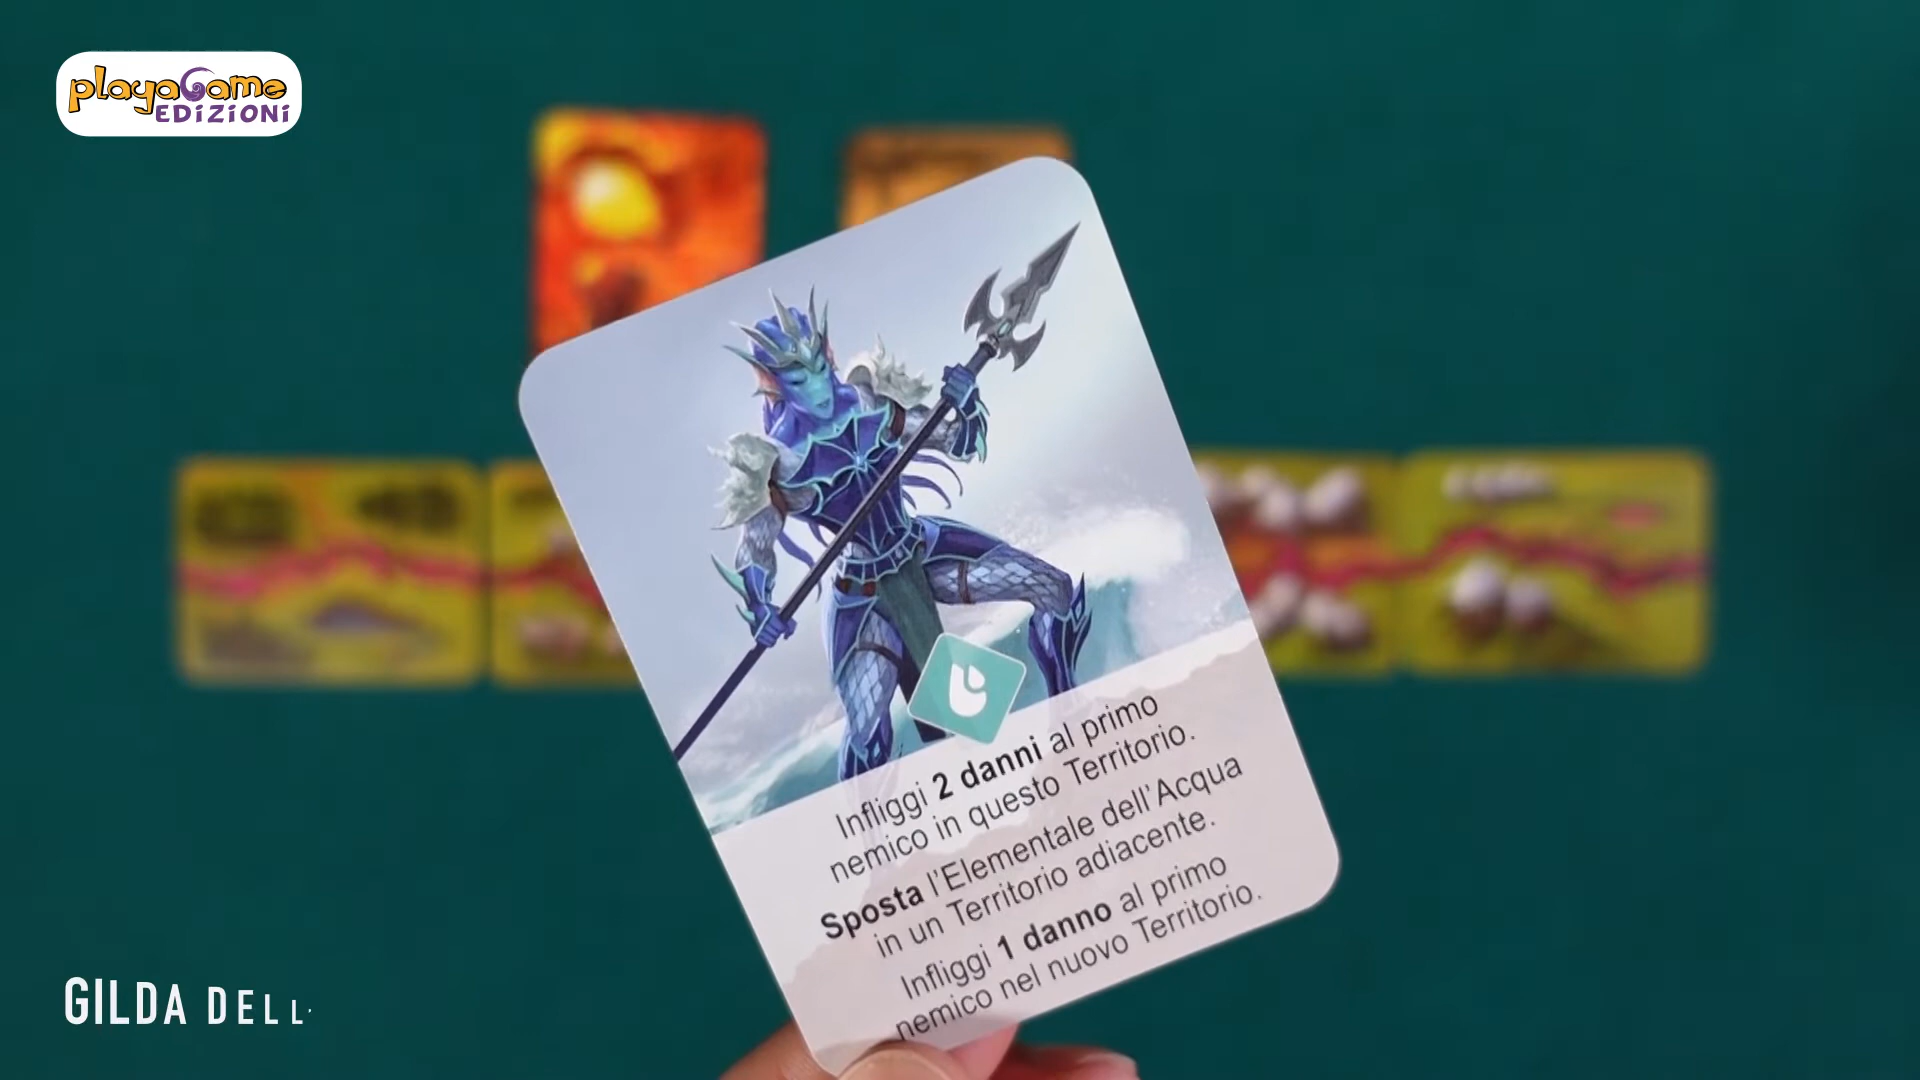 playaGame
EDIZIONI
Infliggi 2 danni al primo
nemico in questo Territorio.
Sposta l'Elementale dell'Acqua
in un Territorio adiacente.
Infliggi 1 danno al primo
nemico nel nuovo Territorio.
GILDA DELL'